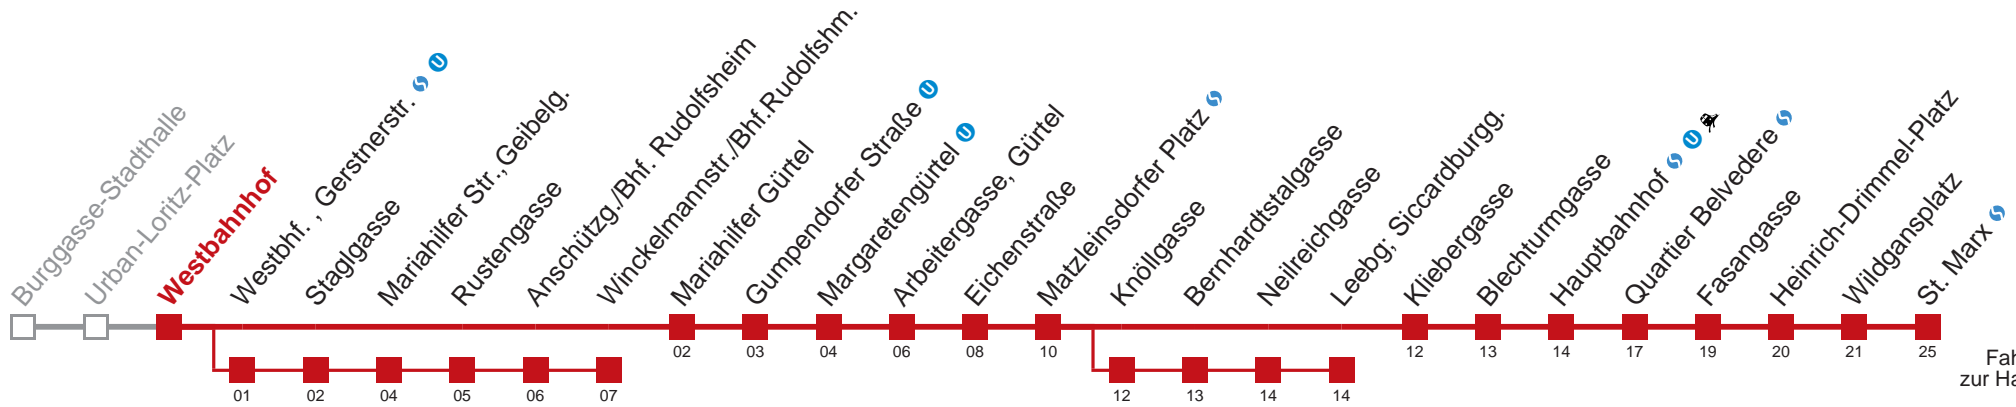 Burggasse-Stadthalle
Urban-Loritz-Platz
Westbahnhof
Westbhf. , Gerstnerstr. S U
Staglgasse
Mariahilfer Str.,Geibelg.
Rustengasse
Anschützg./Bhf. Rudolfsheim
Winckelmannstr./Bhf.Rudolfshm.
Mariahilfer Gürtel
Gumpendorfer Straße U
Margaretengürtel U
Arbeitergasse, Gürtel
Eichenstraße
Matzleinsdorfer Platz S
Knöllgasse
Bernhardtstalgasse
Neilreichgasse
Leebg; Siccardburgg.
Kliebergasse
Blechturmgasse
Hauptbahnhof S U
Quartier Belvedere S
Fasangasse
Heinrich-Drimmel-Platz
Wildgansplatz
St. Marx S
02 03 04 06 08 10 12 13 14 17 19 20 21 25
01 02 04 05 06 07 12 13 14 14
Fah
zur Ha